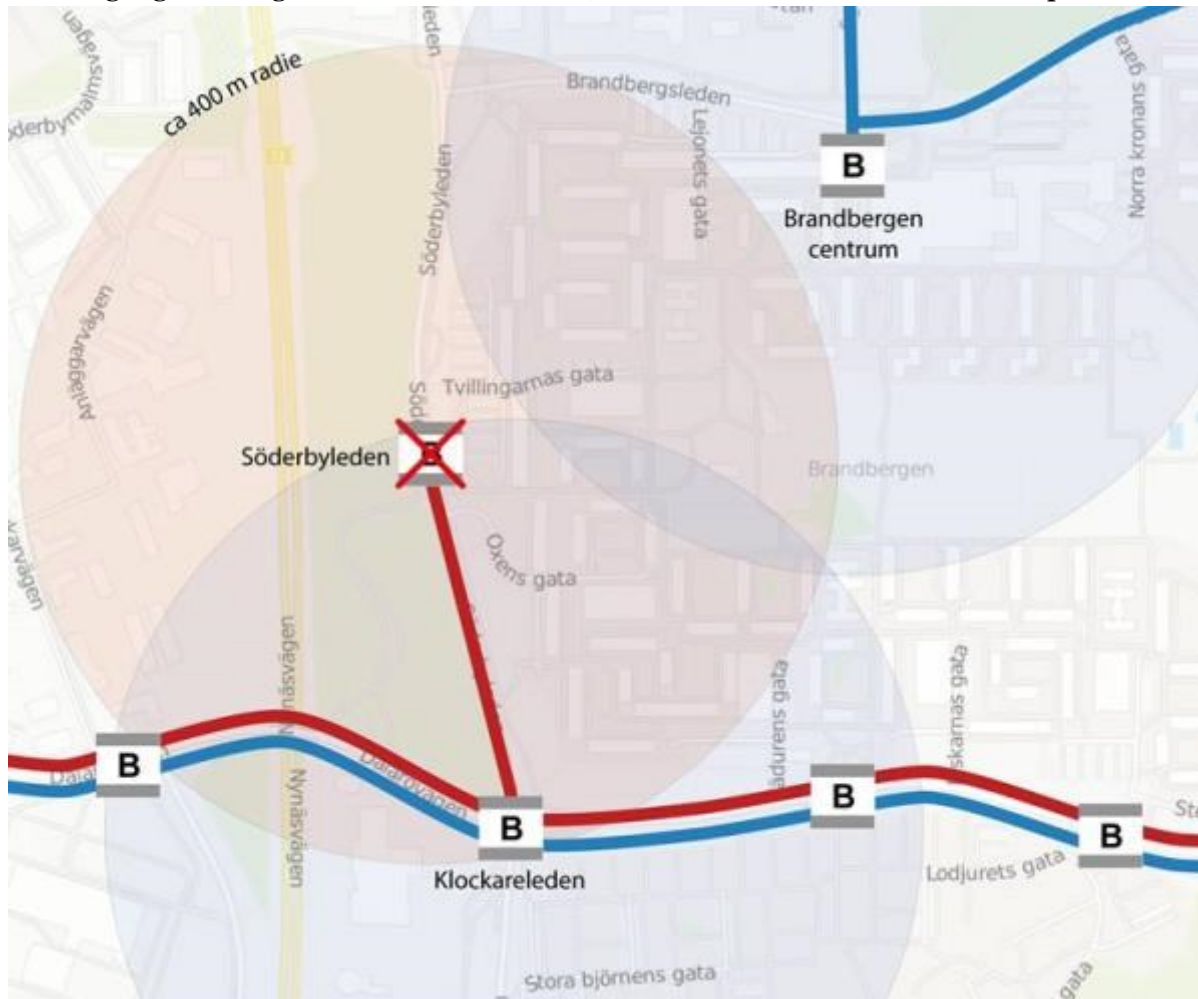 ca 400 m radie
Brandbergsleden
Lejonets gata
Norra kronans gata
B
Brandbergen
centrum
Söderbyleden
Anläggarvägen
Tvillingarnas gata
Söderbyleden
Brandbergen
Oxens gata
Nynäsvägen
B
Dalarövägen
B
Klockareleden
B
B
Lodjurets gata
Nynäsvägen
Stora björnens gata
gata